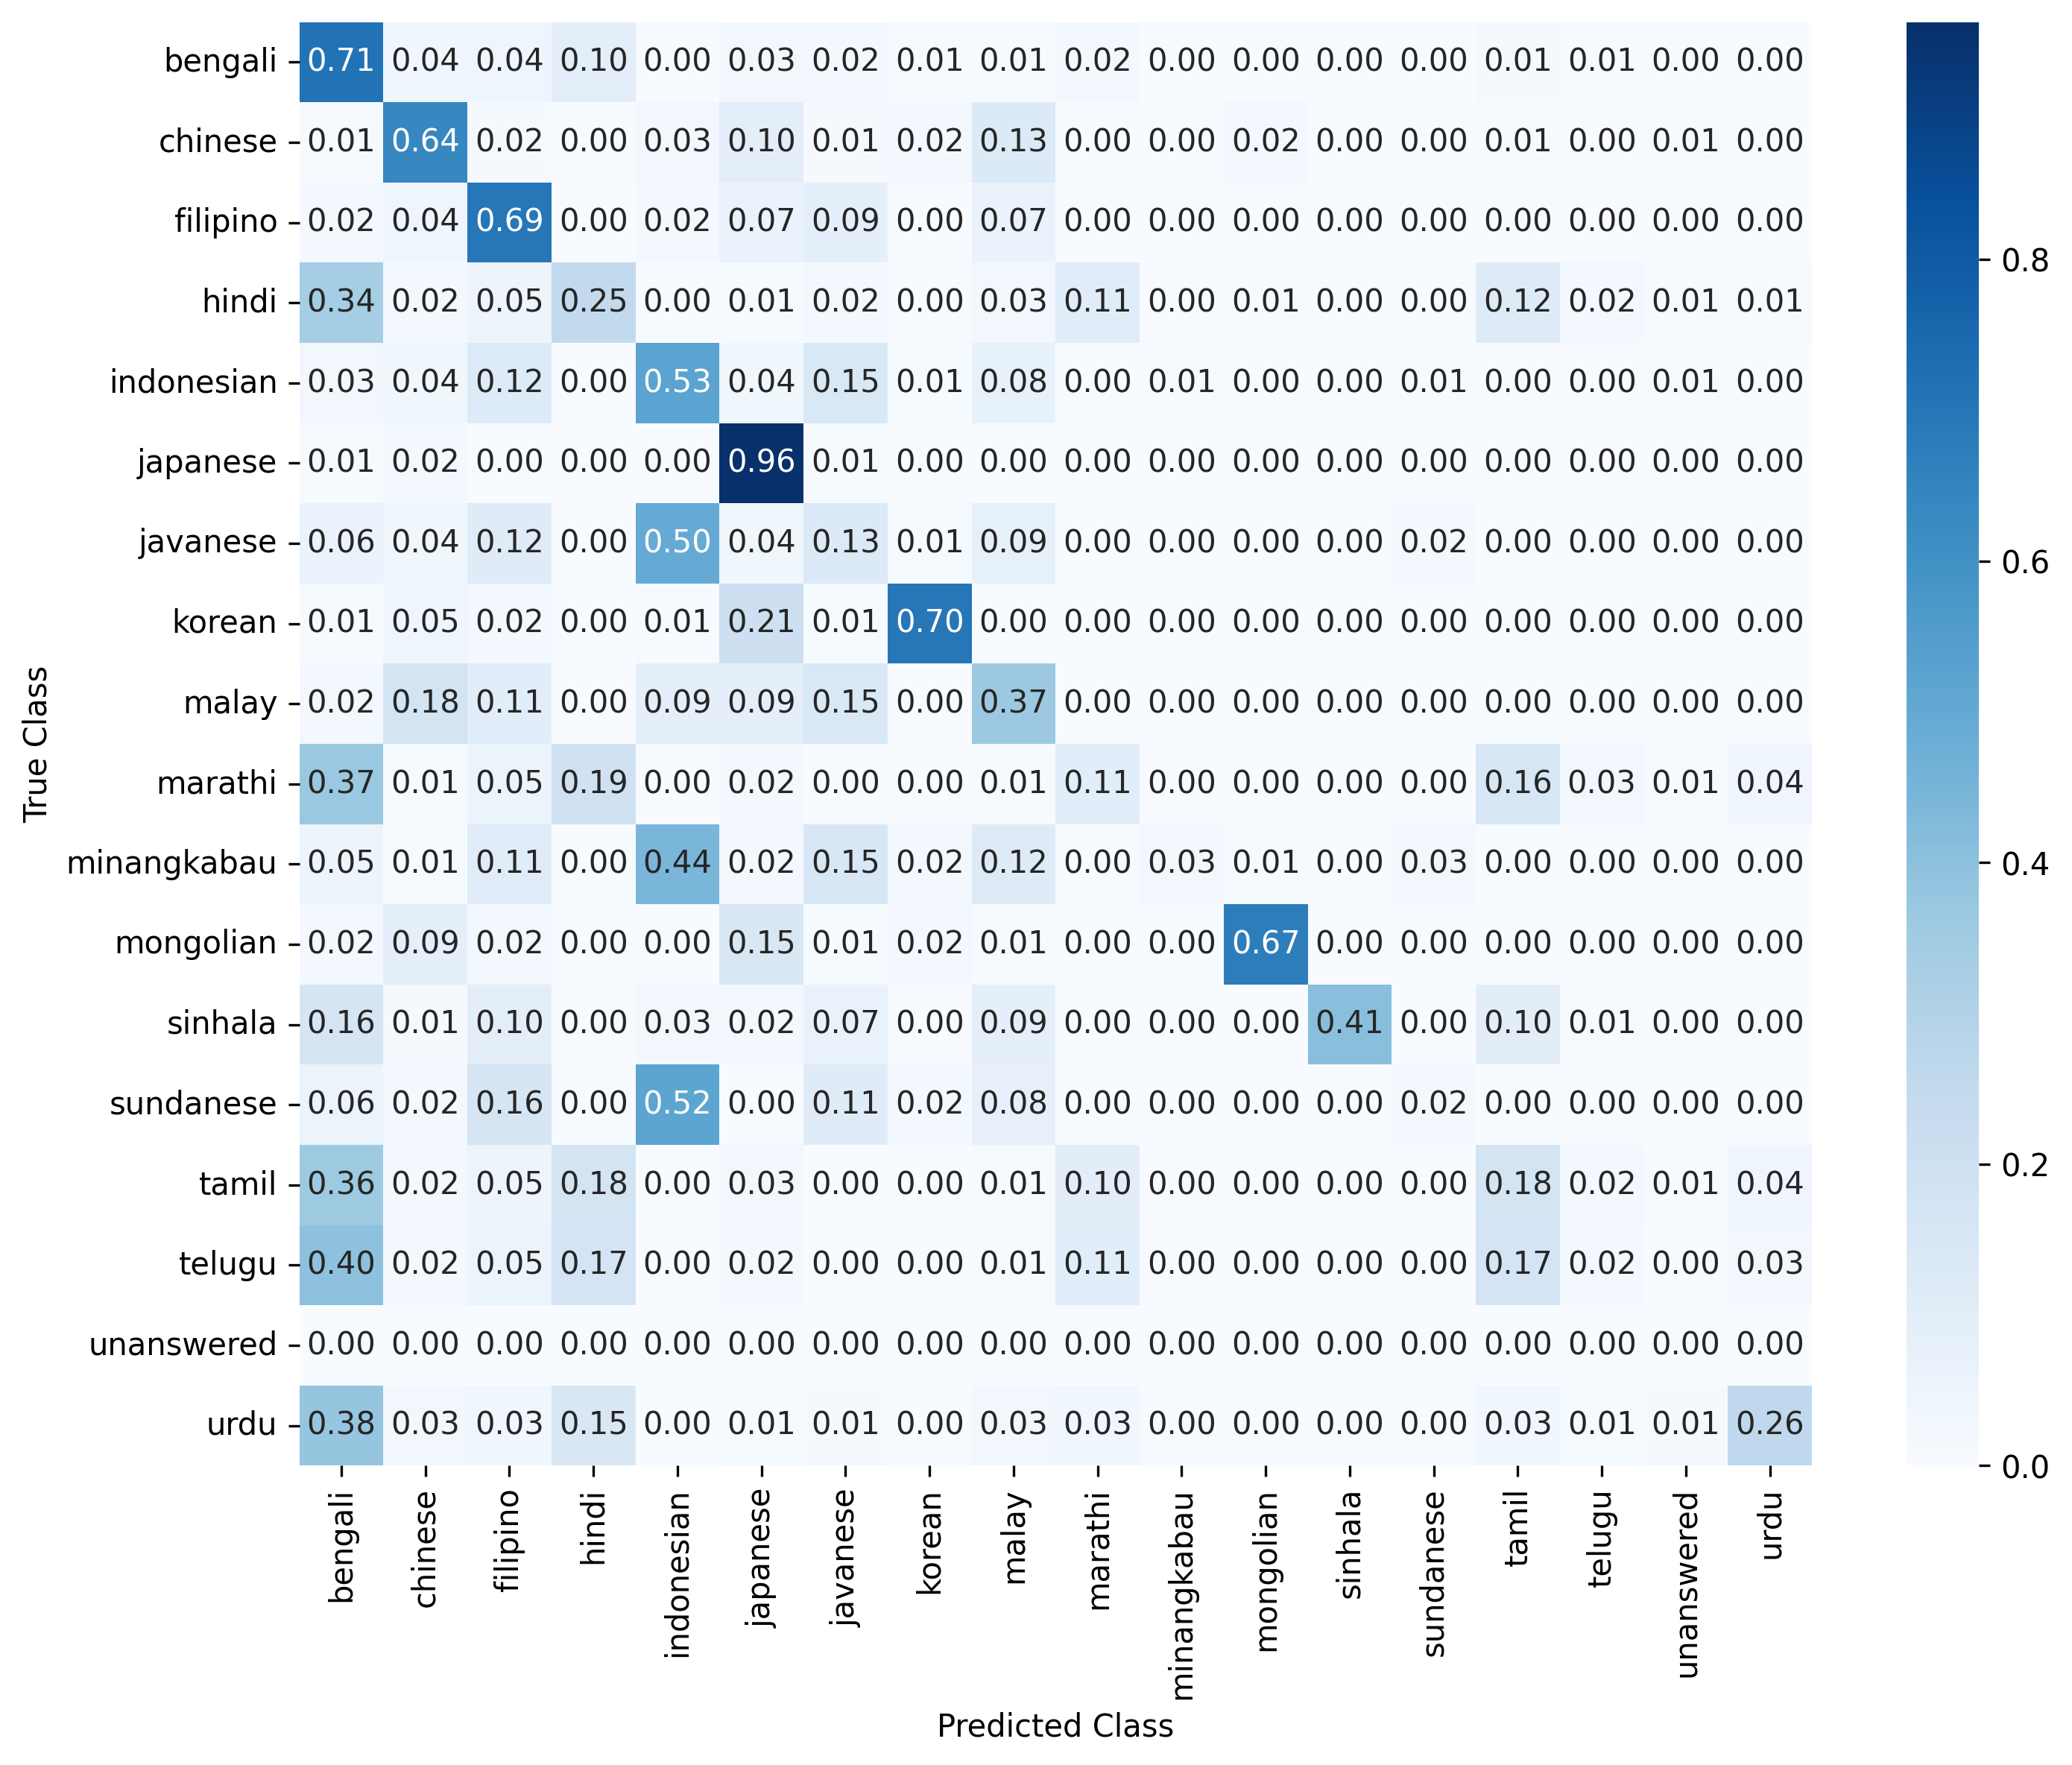 bengali 0.71 0.04 0.04 0.10 0.00 0.03 0.02 0.01 0.01 0.02 0.00 0.00 0.00 0.00 0.01 0.01 0.00 0.00
chinese 0.01 0.64 0.02 0.00 0.03 0.10 0.01 0.02 0.13 0.00 0.00 0.02 0.00 0.00 0.01 0.00 0.01 0.00
filipino 0.02 0.04 0.69 0.00 0.02 0.07 0.09 0.00 0.07 0.00 0.00 0.00 0.00 0.00 0.00 0.00 0.00 0.00
hindi 0.34 0.02 0.05 0.25 0.00 0.01 0.02 0.00 0.03 0.11 0.00 0.01 0.00 0.00 0.12 0.02 0.01 0.01
indonesian 0.03 0.04 0.12 0.00 0.53 0.04 0.15 0.01 0.08 0.00 0.01 0.00 0.00 0.01 0.00 0.00 0.01 0.00
japanese 0.01 0.02 0.00 0.00 0.00 0.96 0.01 0.00 0.00 0.00 0.00 0.00 0.00 0.00 0.00 0.00 0.00 0.00
javanese 0.06 0.04 0.12 0.00 0.50 0.04 0.13 0.01 0.09 0.00 0.00 0.00 0.00 0.02 0.00 0.00 0.00 0.00
korean 0.01 0.05 0.02 0.00 0.01 0.21 0.01 0.70 0.00 0.00 0.00 0.00 0.00 0.00 0.00 0.00 0.00 0.00
malay 0.02 0.18 0.11 0.00 0.09 0.09 0.15 0.00 0.37 0.00 0.00 0.00 0.00 0.00 0.00 0.00 0.00 0.00
marathi 0.37 0.01 0.05 0.19 0.00 0.02 0.00 0.00 0.01 0.11 0.00 0.00 0.00 0.00 0.16 0.03 0.01 0.04
minangkabau 0.05 0.01 0.11 0.00 0.44 0.02 0.15 0.02 0.12 0.00 0.03 0.01 0.00 0.03 0.00 0.00 0.00 0.00
mongolian 0.02 0.09 0.02 0.00 0.00 0.15 0.01 0.02 0.01 0.00 0.00 0.67 0.00 0.00 0.00 0.00 0.00 0.00
sinhala 0.16 0.01 0.10 0.00 0.03 0.02 0.07 0.00 0.09 0.00 0.00 0.00 0.41 0.00 0.10 0.01 0.00 0.00
sundanese 0.06 0.02 0.16 0.00 0.52 0.00 0.11 0.02 0.08 0.00 0.00 0.00 0.00 0.02 0.00 0.00 0.00 0.00
tamil 0.36 0.02 0.05 0.18 0.00 0.03 0.00 0.00 0.01 0.10 0.00 0.00 0.00 0.00 0.18 0.02 0.01 0.04
telugu 0.40 0.02 0.05 0.17 0.00 0.02 0.00 0.00 0.01 0.11 0.00 0.00 0.00 0.00 0.17 0.02 0.00 0.03
unanswered 0.00 0.00 0.00 0.00 0.00 0.00 0.00 0.00 0.00 0.00 0.00 0.00 0.00 0.00 0.00 0.00 0.00 0.00
urdu 0.38 0.03 0.03 0.15 0.00 0.01 0.01 0.00 0.03 0.03 0.00 0.00 0.00 0.00 0.03 0.01 0.01 0.26
True Class
bengali chinese filipino hindi indonesian japanese javanese korean malay marathi minangkabau mongolian sinhala sundanese tamil telugu unanswered urdu
Predicted Class
0.8
0.6
0.4
0.2
0.0